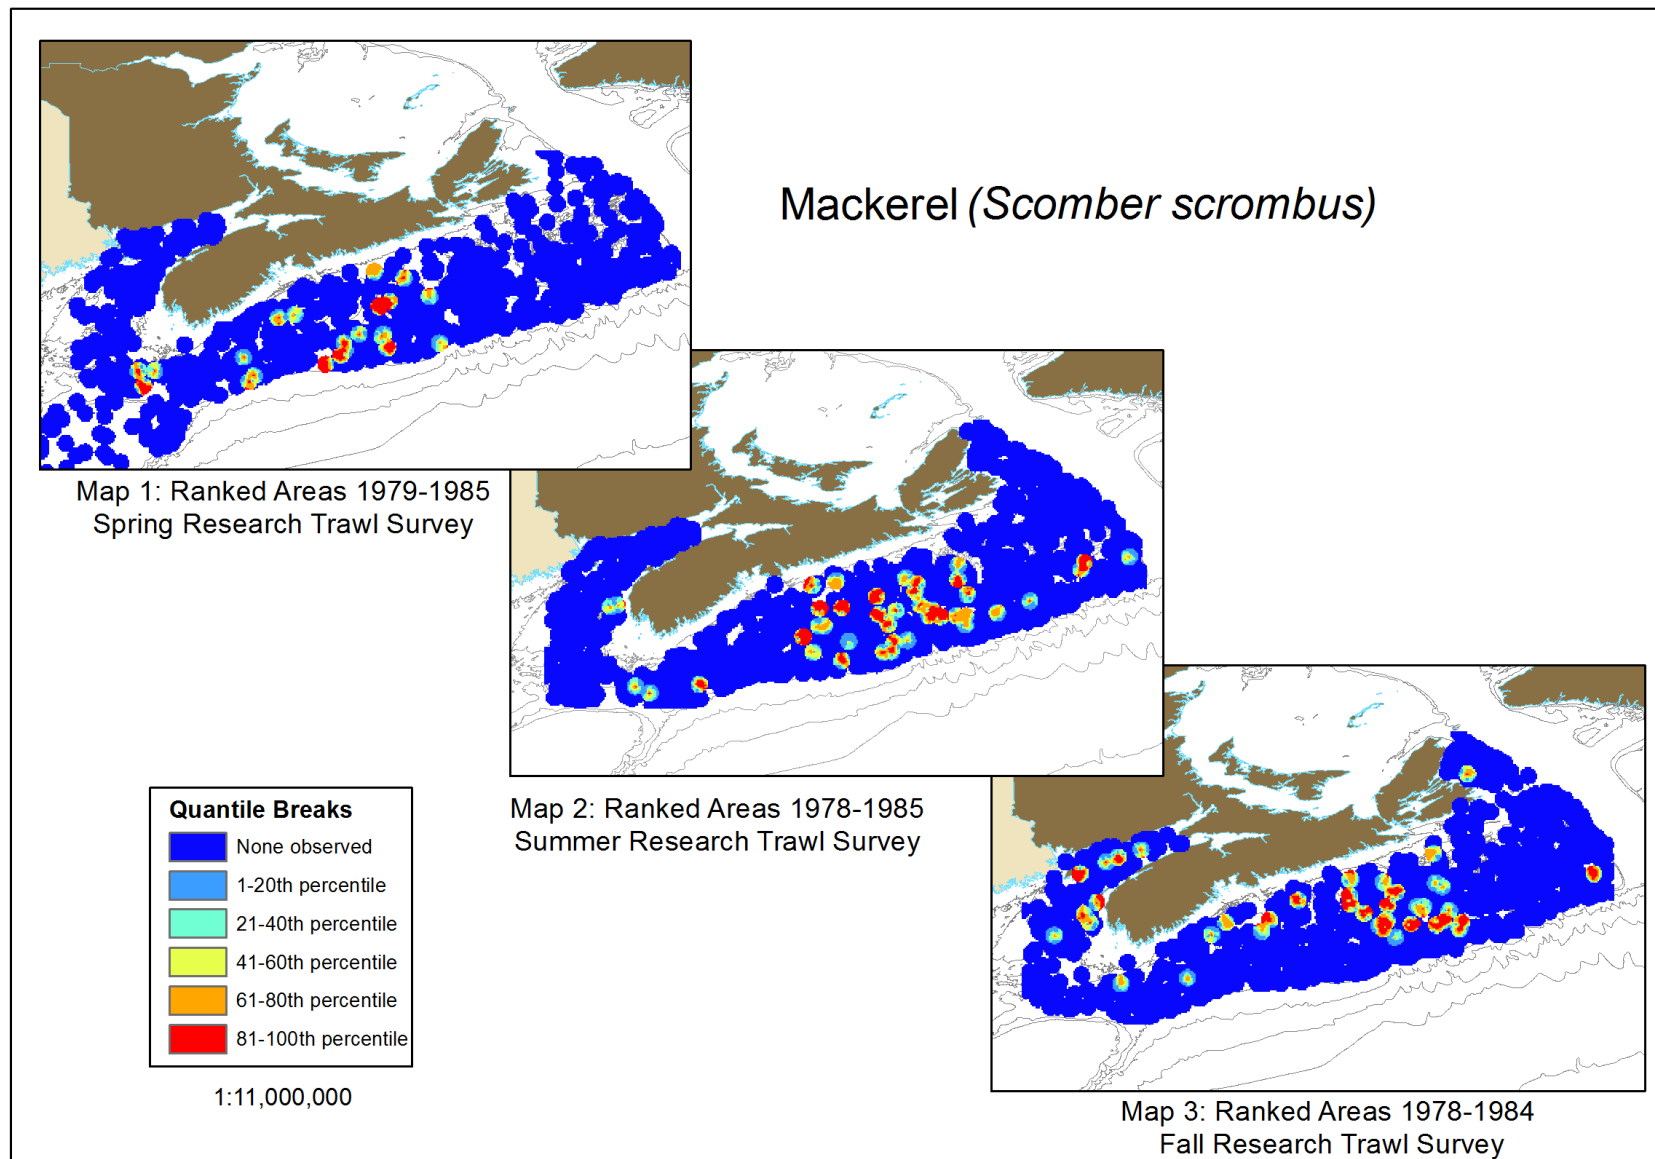 Mackerel (Scomber scrombus)
Map 1: Ranked Areas 1979-1985
Spring Research Trawl Survey
Map 2: Ranked Areas 1978-1985
Summer Research Trawl Survey
Quantile Breaks
None observed
1-20th percentile
21-40th percentile
41-60th percentile
61-80th percentile
81-100th percentile
1:11,000,000
Map 3: Ranked Areas 1978-1984
Fall Research Trawl Survey